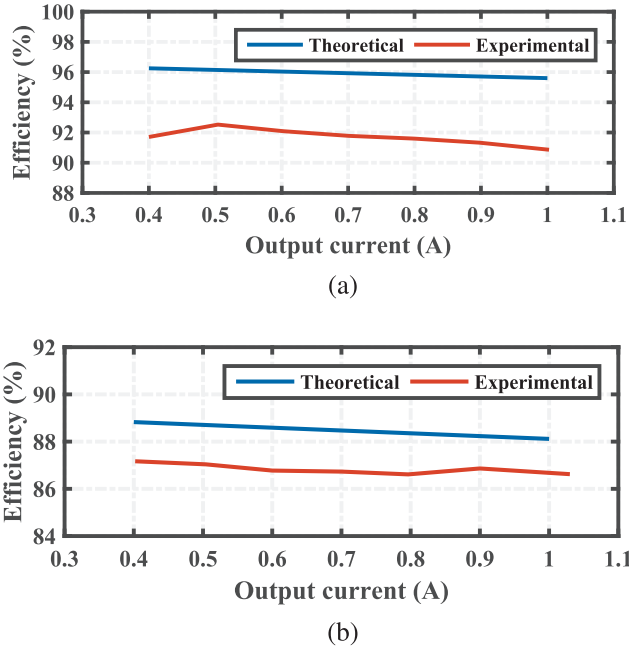 100
98
96
94
92
90
88
Efficiency (%)
Theoretical Experimental
0.3 0.4 0.5 0.6 0.7 0.8 0.9 1 1.1
Output current (A)
(a)
92
90
88
86
84
Efficiency (%)
Theoretical Experimental
0.3 0.4 0.5 0.6 0.7 0.8 0.9 1 1.1
Output current (A)
(b)